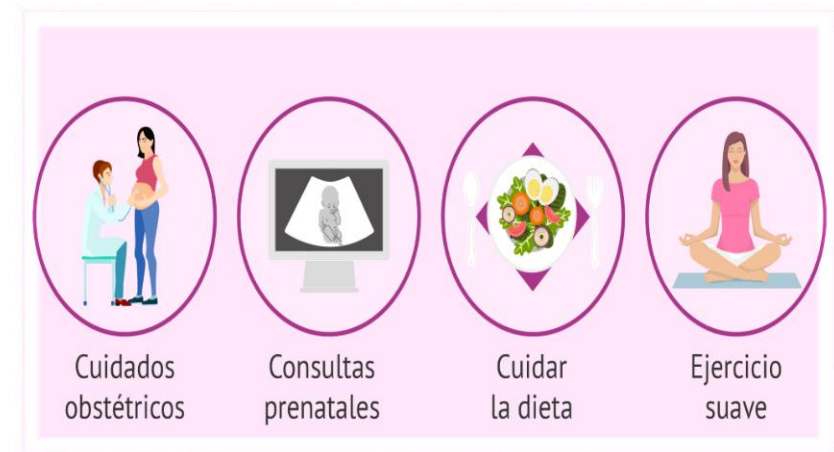 Cuidados
obstétricos
Consultas
prenatales
Cuidar
la dieta
Ejercicio
suave